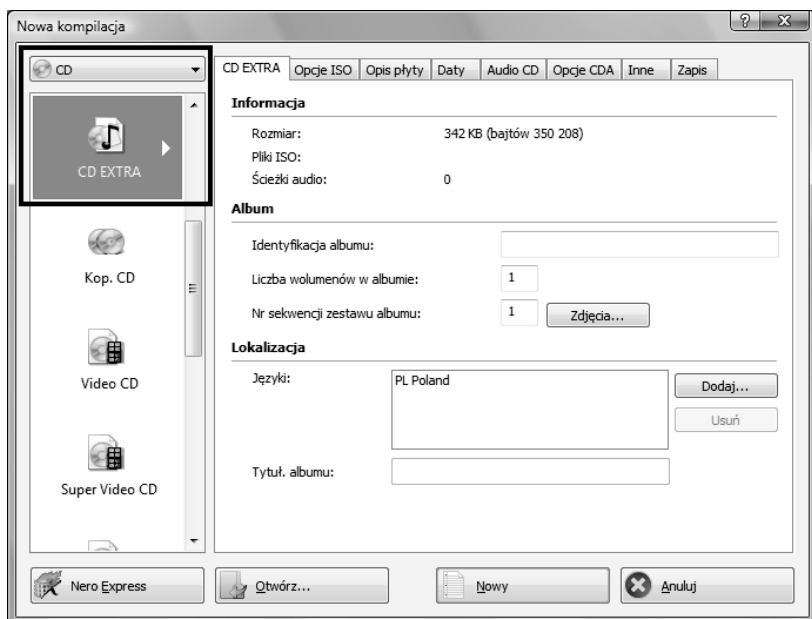 Nowa kompilacja
CD
CD EXTRA
Kop. CD
Video CD
Super Video CD
CD EXTRA Opcje ISO Opis płyty Daty Audio CD Opcje CDA Inne Zapis
Informacja
Rozmiar: 342 KB (bajtów 350 208)
Pliki ISO:
Ścieżki audio: 0
Album
Identyfikacja albumu:
Liczba wolumenów w albumie: 1
Nr sekwencji zestawu albumu: 1 Zdjęcia...
Lokalizacja
Języki: PL Poland Dodaj...
Usuń
Tytuł. albumu:
Nero Express Otwórz... Nowy Anuluj